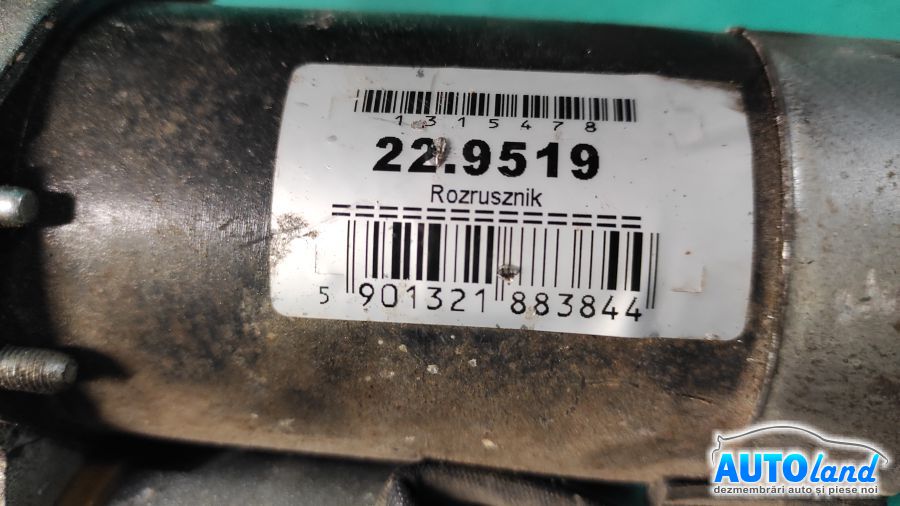 1315478
22.9519
Rozrusznik
5 901321 883844
AUTOland
dezmembrări auto și piese noi